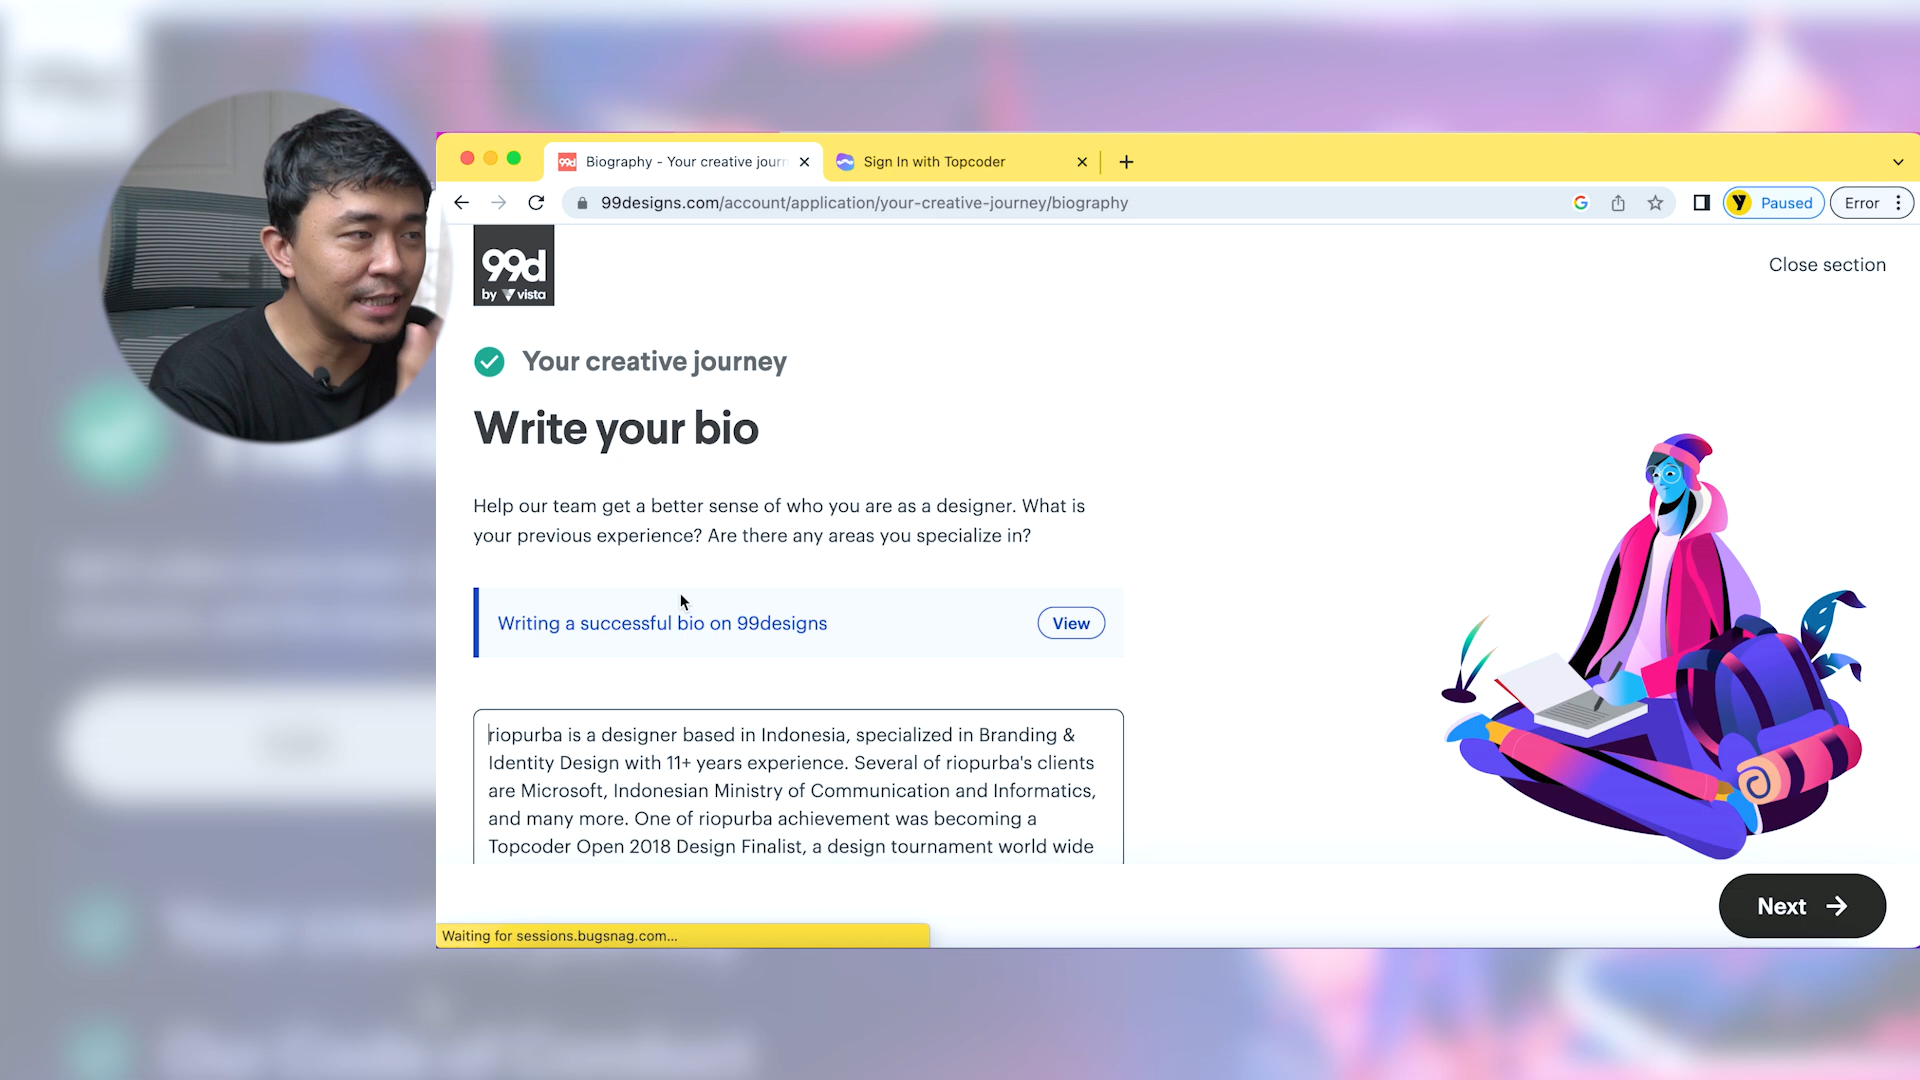 Biography - Your creative journ
Sign In with Topcoder
99designs.com/account/application/your-creative-journey/biography
Paused
Error
99d
by vista
Close section
Your creative journey
Write your bio
Help our team get a better sense of who you are as a designer. What is
your previous experience? Are there any areas you specialize in?
Writing a successful bio on 99designs
View
riopurba is a designer based in Indonesia, specialized in Branding &
Identity Design with 11+ years experience. Several of riopurba's clients
are Microsoft, Indonesian Ministry of Communication and Informatics,
and many more. One of riopurba achievement was becoming a
Topcoder Open 2018 Design Finalist, a design tournament world wide
Next
Waiting for sessions.bugsnag.com...